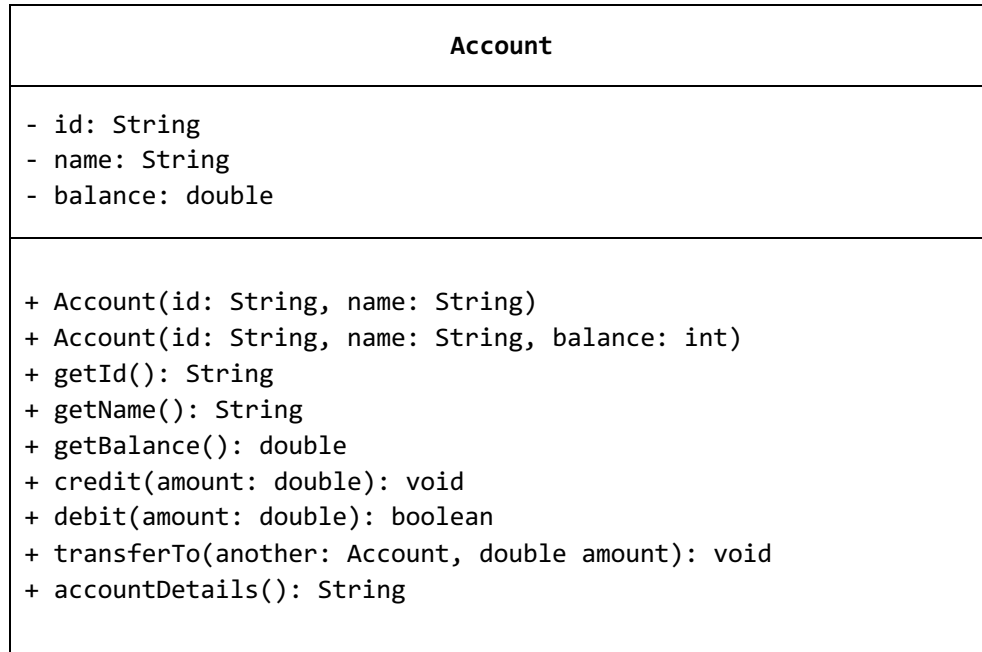 Account
- id: String
- name: String
- balance: double
+ Account(id: String, name: String)
+ Account(id: String, name: String, balance: int)
+ getId(): String
+ getName(): String
+ getBalance(): double
+ credit(amount: double): void
+ debit(amount: double): boolean
+ transferTo(another: Account, double amount): void
+ accountDetails(): String